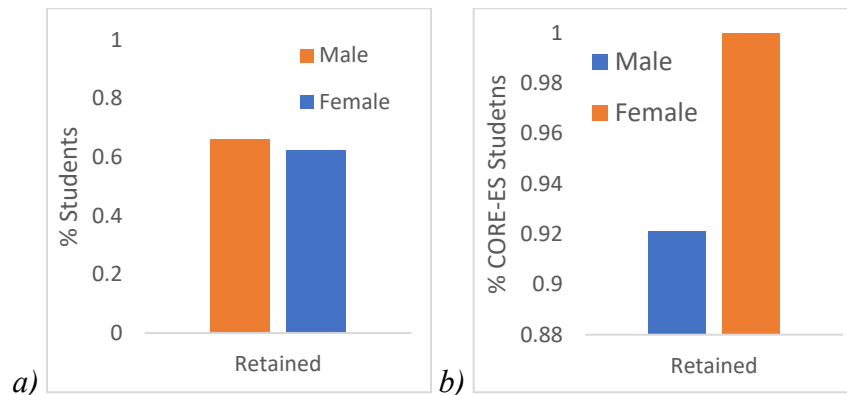 1
0.8
0.6
0.4
0.2
0
% Students
Male
Female
Retained
a)
1
0.98
0.96
0.94
0.92
0.9
0.88
% CORE-ES Studetns
Male
Female
Retained
b)